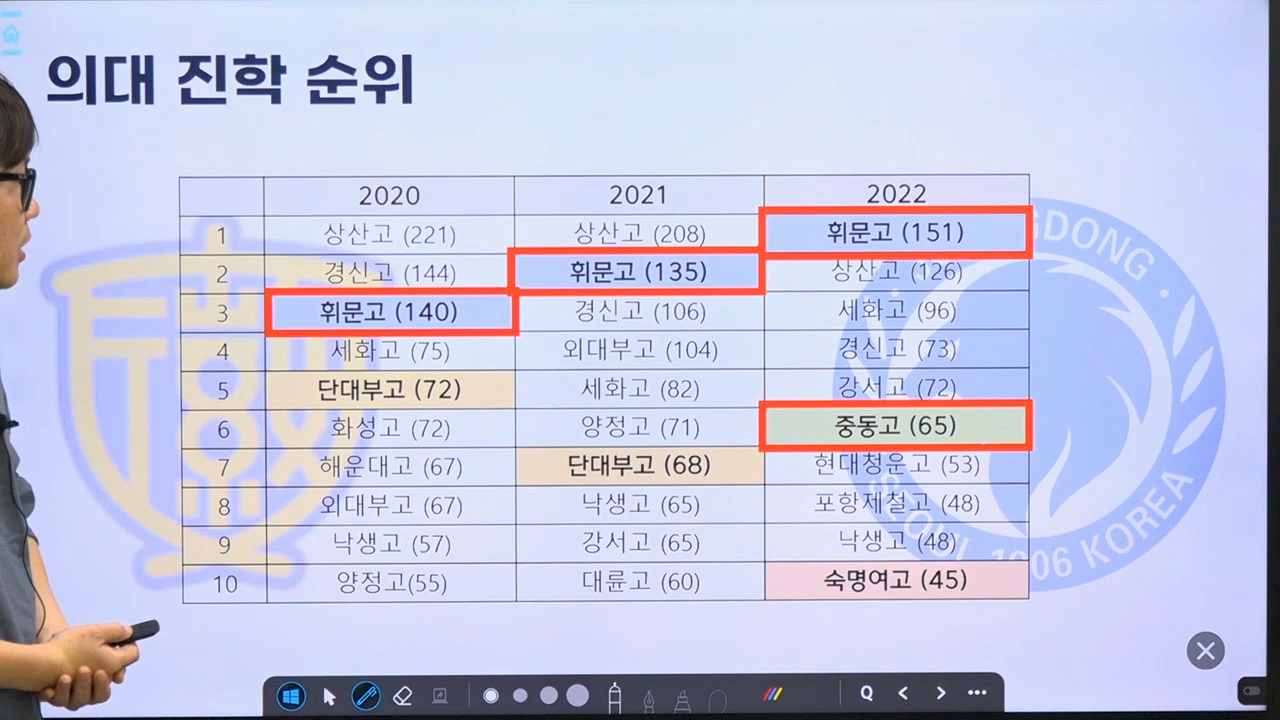 의대 진학 순위
2020 2021 2022
1 상산고 (221) 상산고 (208) 휘문고 (151)
2 경신고 (144) 휘문고 (135) 상산고 (126)
3 휘문고 (140) 경신고 (106) 세화고 (96)
4 세화고 (75) 외대부고 (104) 경신고 (73)
5 단대부고 (72) 세화고 (82) 강서고 (72)
6 화성고 (72) 양정고 (71) 중동고 (65)
7 해운대고 (67) 단대부고 (68) 현대청운고 (53)
8 외대부고 (67) 낙생고 (65) 포항제철고 (48)
9 낙생고 (57) 강서고 (65) 낙생고 (48)
10 양정고(55) 대륜고 (60) 숙명여고 (45)
GDONG
SEOUL 1906 KOREA